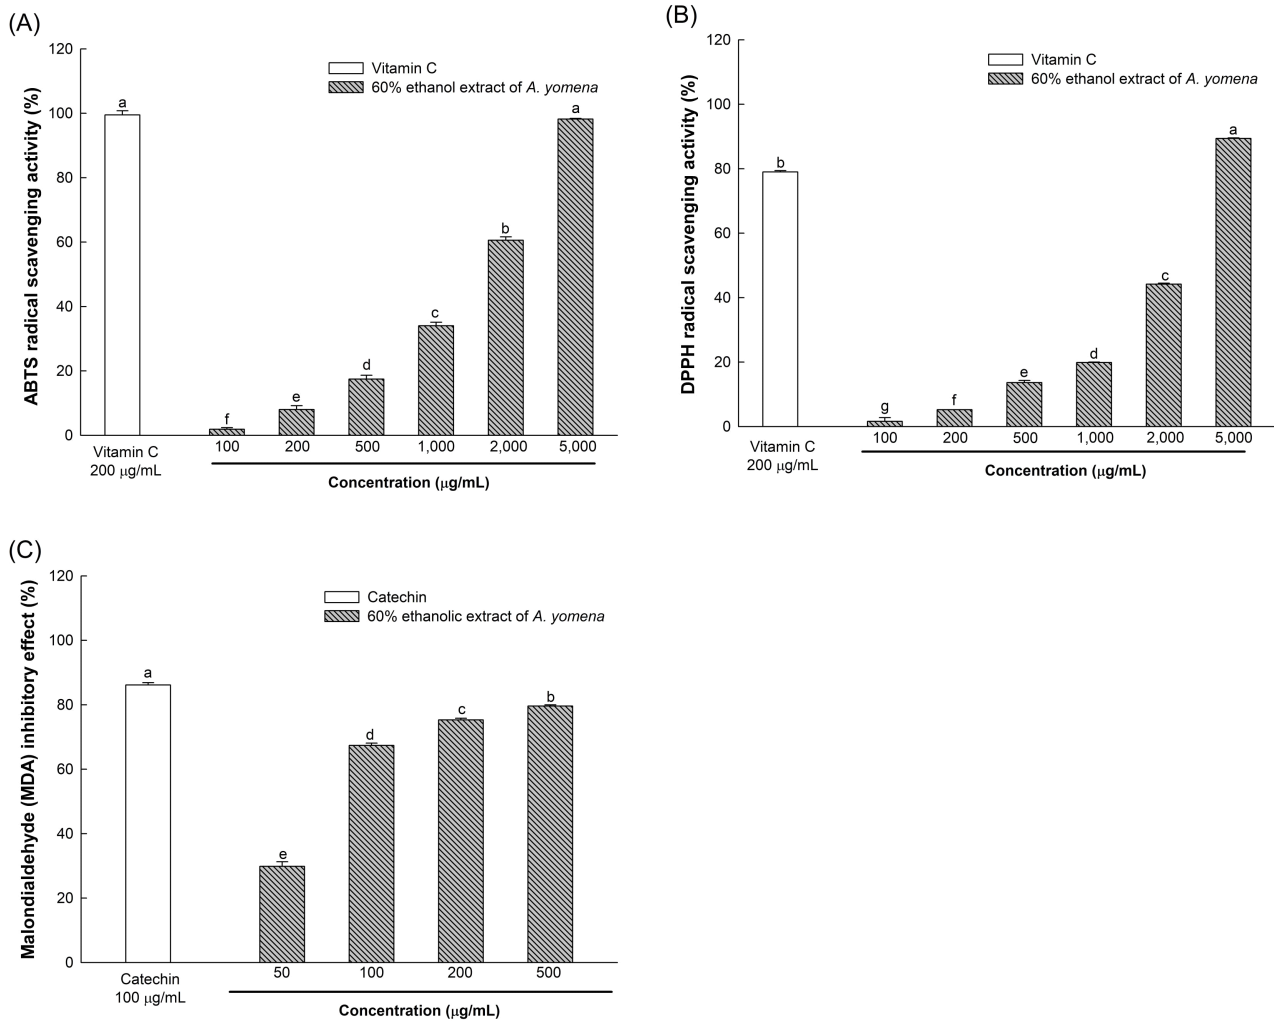 (A)
ABTS radical scavenging activity (%)
120
100
80
60
40
20
0
Vitamin C
60% ethanol extract of A. yomena
a
f
e
d
c
b
a
Vitamin C
200 μg/mL
100 200 500 1,000 2,000 5,000
Concentration (μg/mL)
(B)
DPPH radical scavenging activity (%)
120
100
80
60
40
20
0
Vitamin C
60% ethanol extract of A. yomena
b
g
f
e
d
c
a
Vitamin C
200 μg/mL
100 200 500 1,000 2,000 5,000
Concentration (μg/mL)
(C)
Malondialdehyde (MDA) inhibitory effect (%)
120
100
80
60
40
20
0
Catechin
60% ethanolic extract of A. yomena
a
e
d
c
b
Catechin
100 μg/mL
50 100 200 500
Concentration (μg/mL)